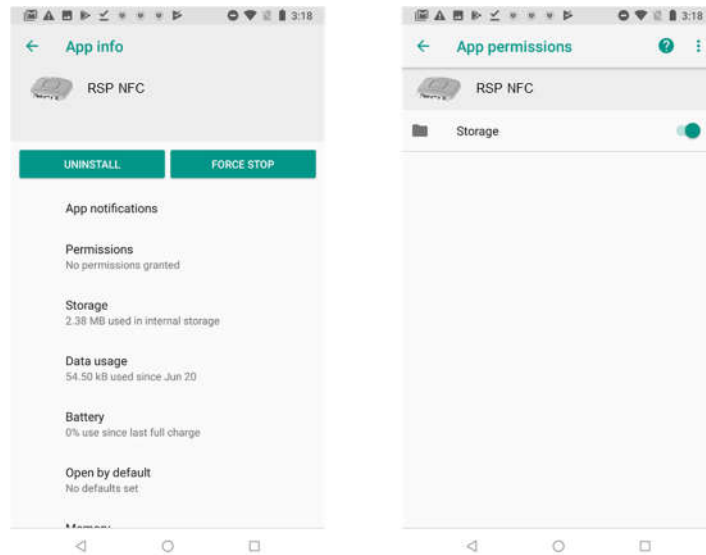 3:18
App info
RSP NFC
UNINSTALL
FORCE STOP
App notifications
Permissions
No permissions granted
Storage
2.38 MB used in internal storage
Data usage
54.50 kB used since Jun 20
Battery
0% use since last full charge
Open by default
No defaults set
Memory
3:18
App permissions
RSP NFC
Storage